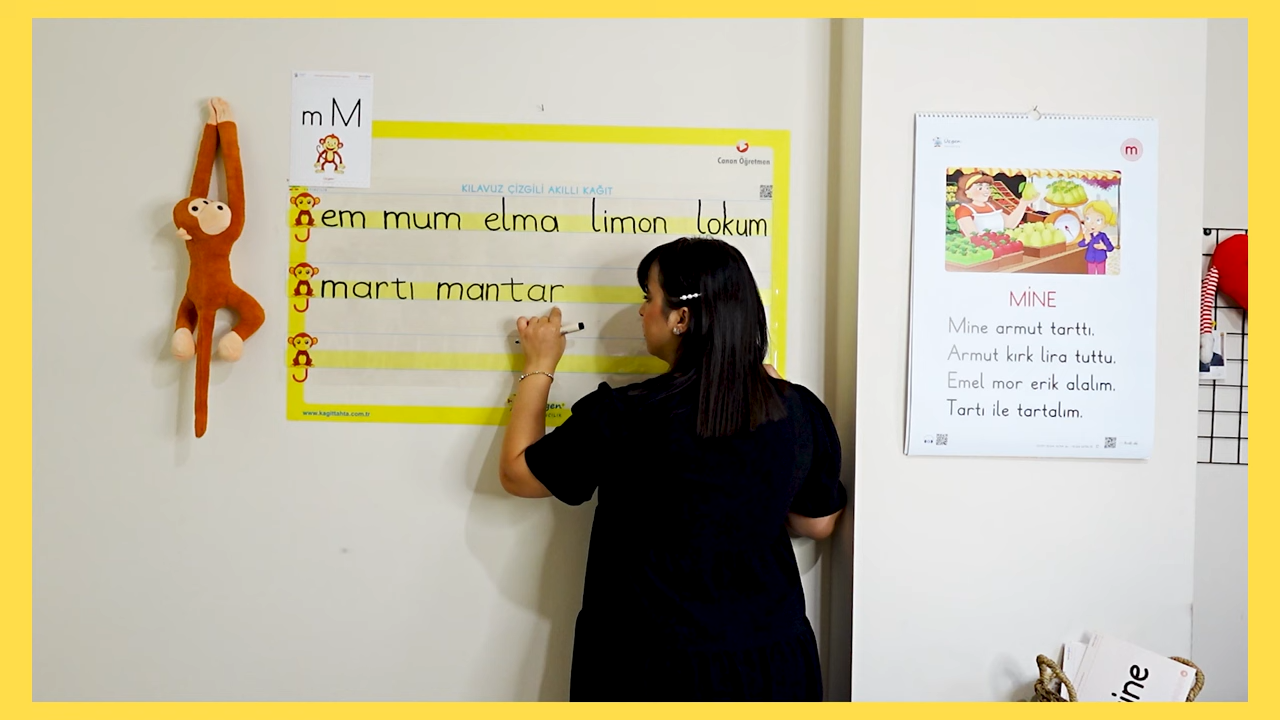 m M
Canan Öğretmen
KILAVUZ ÇİZGİLİ AKILLI KAĞIT
em mum elma limon lokum
martı mantar
www.kagittahta.com.tr
m
MİNE
Mine armut tarttı.
Armut kırk lira tuttu.
Emel mor erik alalım.
Tartı ile tartalım.
ine